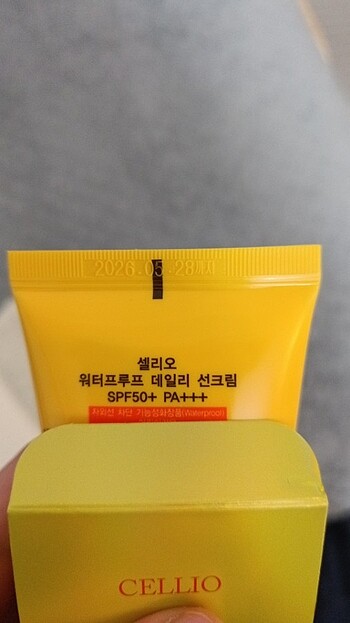 2026.05.28까지
셀리오
워터프루프 데일리 선크림
SPF50+ PA+++
자외선 차단 기능성화장품(Waterproof)
CELLIO